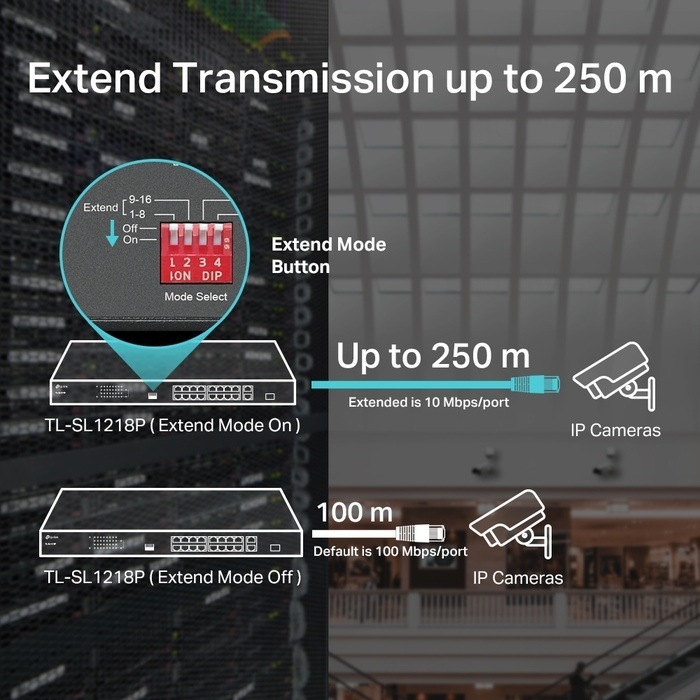 Extend Transmission up to 250 m
9-16
Extend
1-8
Off
On
1 2 3 4
ON DIP
Mode Select
Extend Mode
Button
Up to 250 m
Extended is 10 Mbps/port
TL-SL1218P ( Extend Mode On )
IP Cameras
100 m
Default is 100 Mbps/port
TL-SL1218P ( Extend Mode Off )
IP Cameras